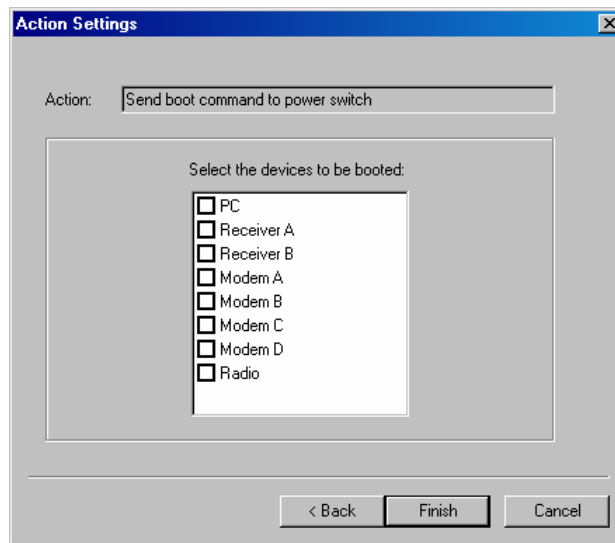 Action Settings
Action: Send boot command to power switch
Select the devices to be booted:
PC
Receiver A
Receiver B
Modem A
Modem B
Modem C
Modem D
Radio
< Back Finish Cancel